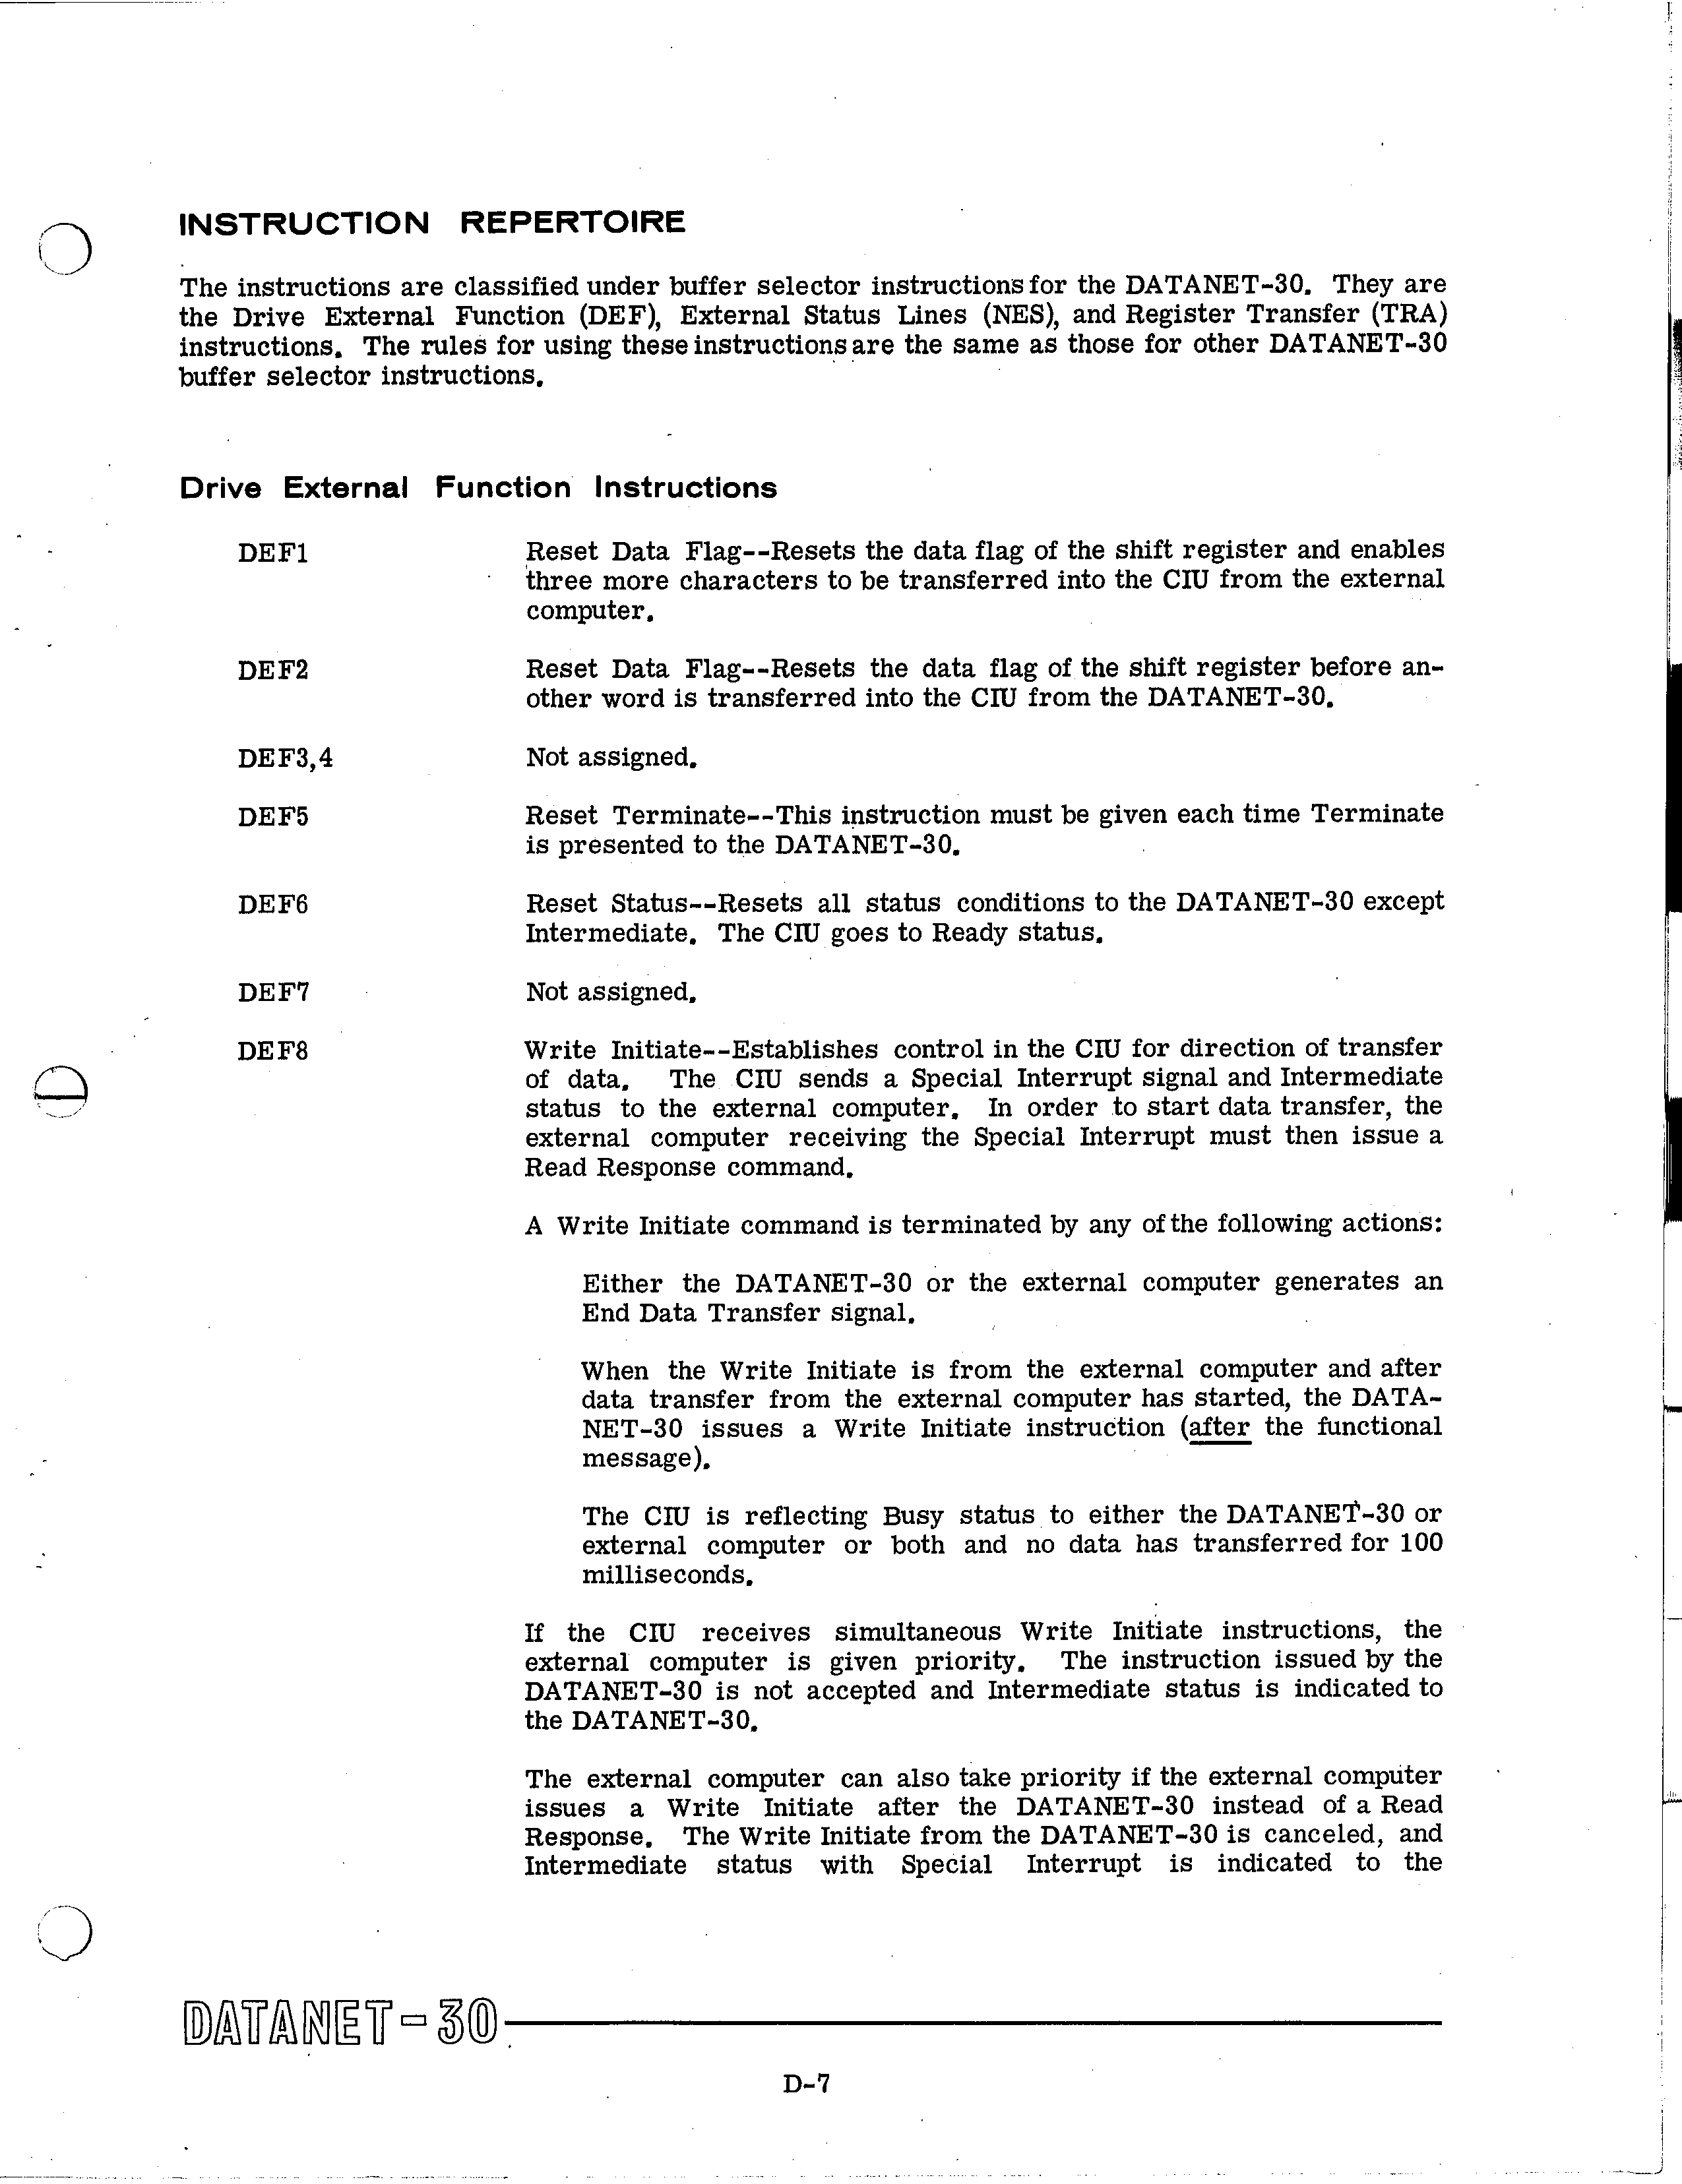 INSTRUCTION REPERTOIRE
The instructions are classified under buffer selector instructions for the DATANET-30. They are
the Drive External Function (DEF), External Status Lines (NES), and Register Transfer (TRA)
instructions. The rules for using these instructions are the same as those for other DATANET-30
buffer selector instructions.
Drive External Function Instructions
DEF1 Reset Data Flag--Resets the data flag of the shift register and enables
three more characters to be transferred into the CIU from the external
computer.
DEF2 Reset Data Flag--Resets the data flag of the shift register before an-
other word is transferred into the CIU from the DATANET-30.
DEF3,4 Not assigned.
DEF5 Reset Terminate--This instruction must be given each time Terminate
is presented to the DATANET-30.
DEF6 Reset Status--Resets all status conditions to the DATANET-30 except
Intermediate. The CIU goes to Ready status.
DEF7 Not assigned.
DEF8 Write Initiate--Establishes control in the CIU for direction of transfer
of data. The CIU sends a Special Interrupt signal and Intermediate
status to the external computer. In order to start data transfer, the
external computer receiving the Special Interrupt must then issue a
Read Response command.
A Write Initiate command is terminated by any of the following actions:
Either the DATANET-30 or the external computer generates an
End Data Transfer signal.
When the Write Initiate is from the external computer and after
data transfer from the external computer has started, the DATA-
NET-30 issues a Write Initiate instruction (after the functional
message).
The CIU is reflecting Busy status to either the DATANET-30 or
external computer or both and no data has transferred for 100
milliseconds.
If the CIU receives simultaneous Write Initiate instructions, the
external computer is given priority. The instruction issued by the
DATANET-30 is not accepted and Intermediate status is indicated to
the DATANET-30.
The external computer can also take priority if the external computer
issues a Write Initiate after the DATANET-30 instead of a Read
Response. The Write Initiate from the DATANET-30 is canceled, and
Intermediate status with Special Interrupt is indicated to the
DATANET-30
D-7